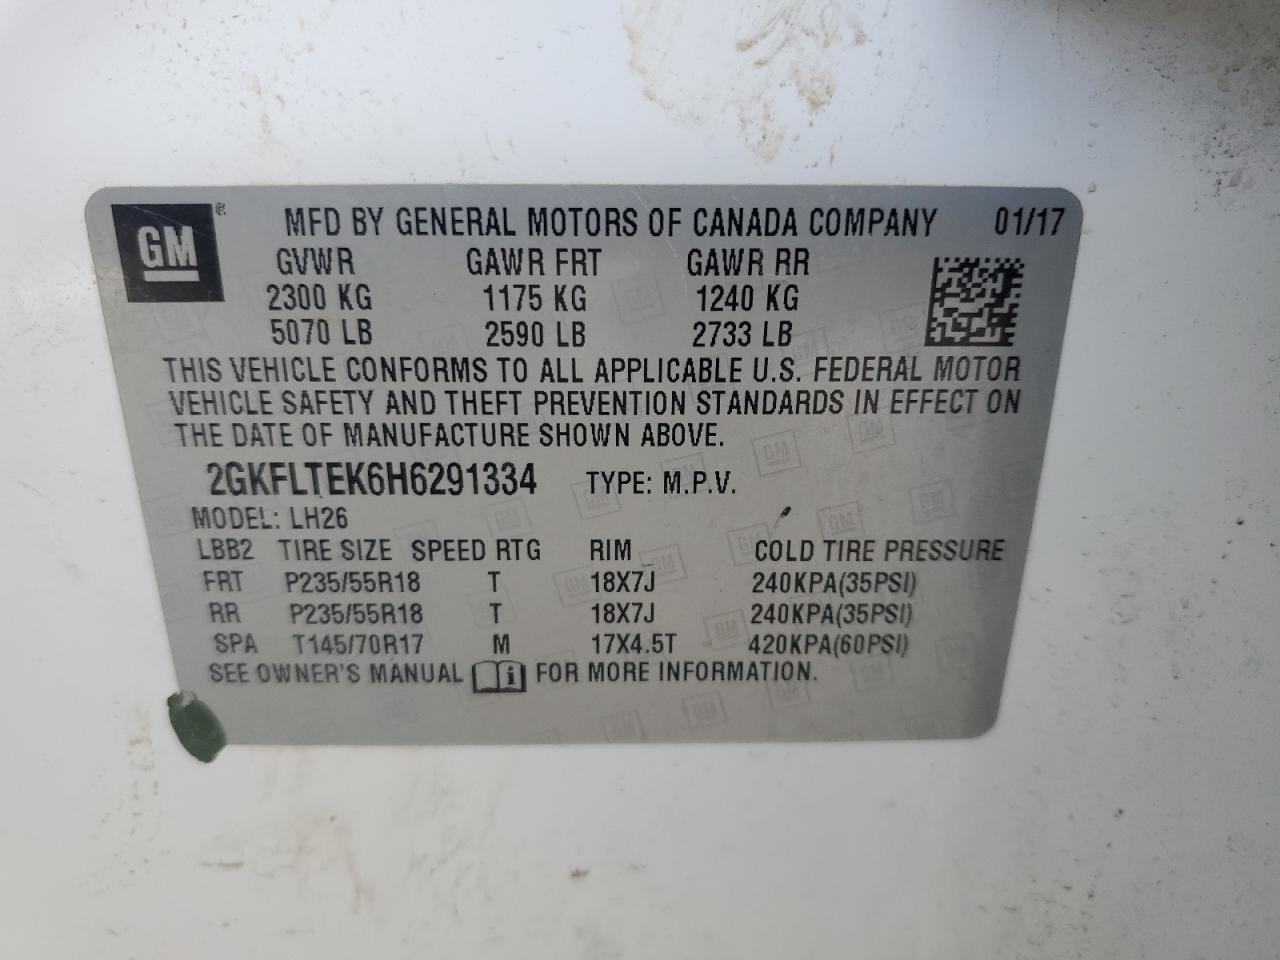 GM
MFD BY GENERAL MOTORS OF CANADA COMPANY 01/17
GVWR GAWR FRT GAWR RR
2300 KG 1175 KG 1240 KG
5070 LB 2590 LB 2733 LB
THIS VEHICLE CONFORMS TO ALL APPLICABLE U.S. FEDERAL MOTOR
VEHICLE SAFETY AND THEFT PREVENTION STANDARDS IN EFFECT ON
THE DATE OF MANUFACTURE SHOWN ABOVE.
2GKFLTEK6H6291334 TYPE: M.P.V.
MODEL: LH26
LBB2 TIRE SIZE SPEED RTG RIM COLD TIRE PRESSURE
FRT P235/55R18 T 18X7J 240KPA(35PSI)
RR P235/55R18 T 18X7J 240KPA(35PSI)
SPA T145/70R17 M 17X4.5T 420KPA(60PSI)
SEE OWNER'S MANUAL i FOR MORE INFORMATION.